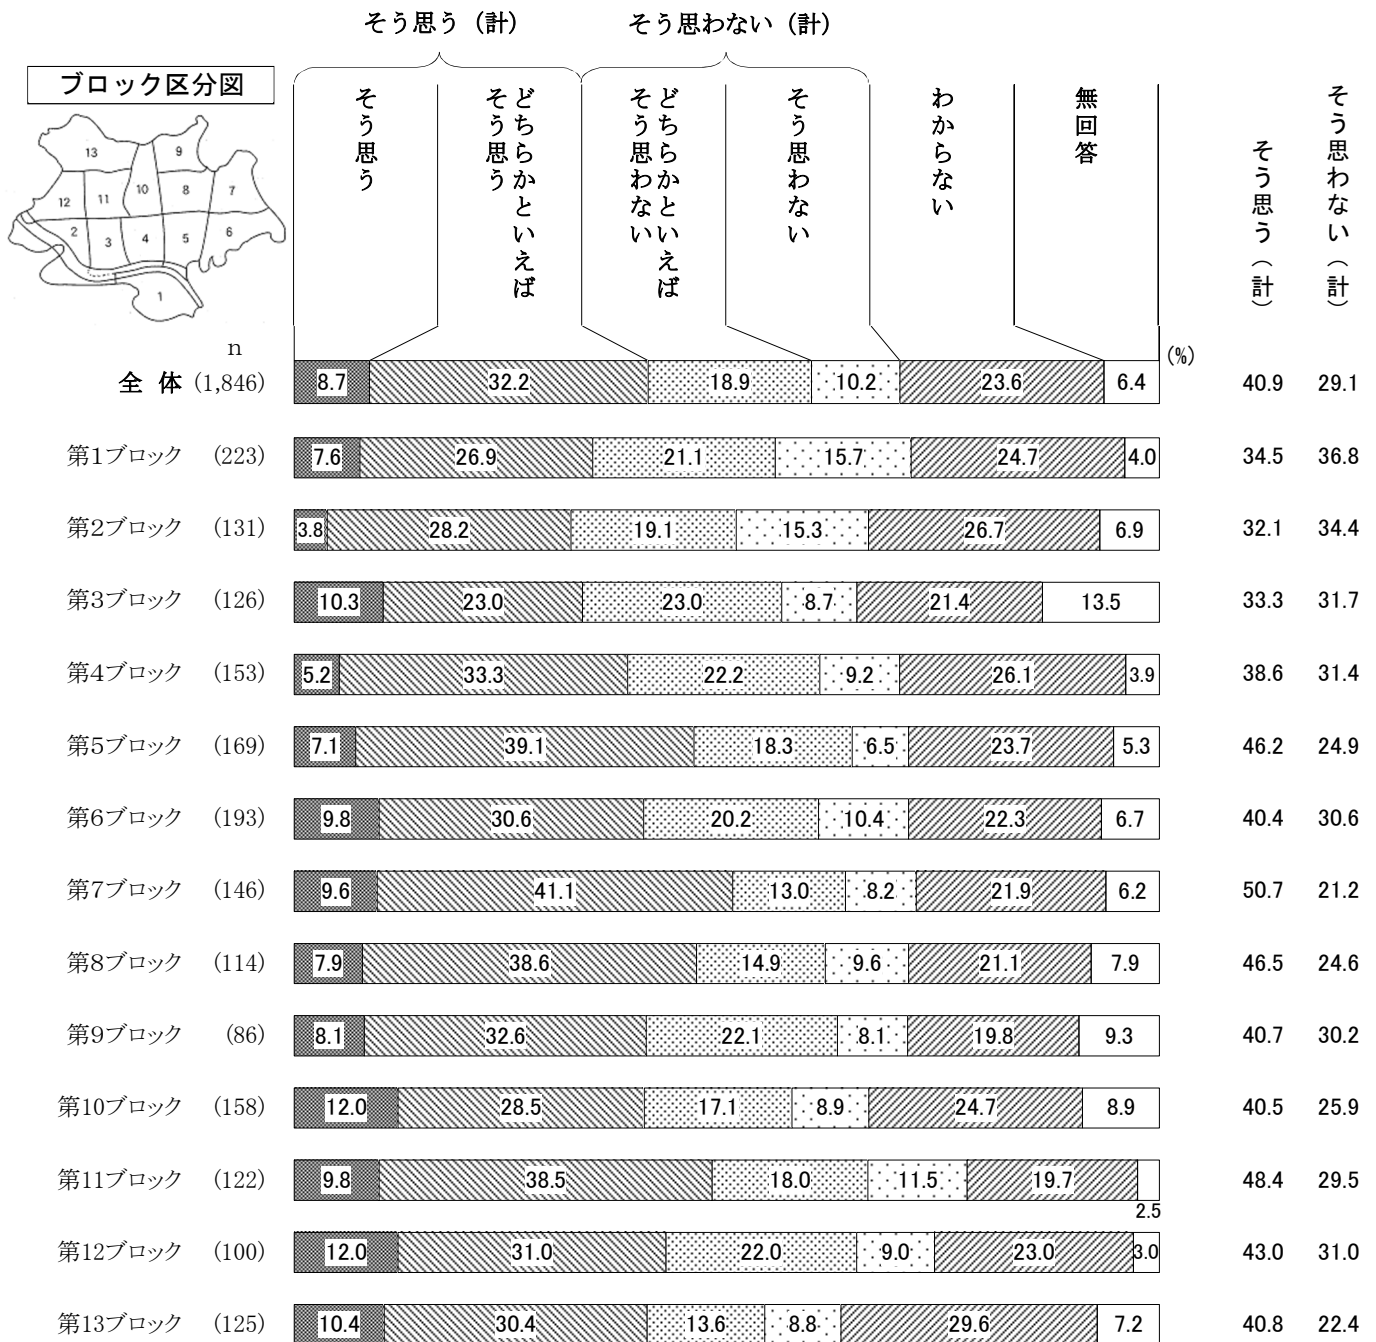 そう思う（計）
そう思わない（計）
ブロック区分図
そう思う
どちらかといえばそう思う
どちらかといえばそう思わない
そう思わない
わからない
無回答
そう思う（計）
そう思わない（計）
13
9
12
11
10
8
7
2
3
4
5
6
1
n
(%)
全 体 (1,846) 8.7 32.2 18.9 10.2 23.6 6.4 40.9 29.1
第1ブロック (223) 7.6 26.9 21.1 15.7 24.7 4.0 34.5 36.8
第2ブロック (131) 3.8 28.2 19.1 15.3 26.7 6.9 32.1 34.4
第3ブロック (126) 10.3 23.0 23.0 8.7 21.4 13.5 33.3 31.7
第4ブロック (153) 5.2 33.3 22.2 9.2 26.1 3.9 38.6 31.4
第5ブロック (169) 7.1 39.1 18.3 6.5 23.7 5.3 46.2 24.9
第6ブロック (193) 9.8 30.6 20.2 10.4 22.3 6.7 40.4 30.6
第7ブロック (146) 9.6 41.1 13.0 8.2 21.9 6.2 50.7 21.2
第8ブロック (114) 7.9 38.6 14.9 9.6 21.1 7.9 46.5 24.6
第9ブロック (86) 8.1 32.6 22.1 8.1 19.8 9.3 40.7 30.2
第10ブロック (158) 12.0 28.5 17.1 8.9 24.7 8.9 40.5 25.9
第11ブロック (122) 9.8 38.5 18.0 11.5 19.7 2.5 48.4 29.5
第12ブロック (100) 12.0 31.0 22.0 9.0 23.0 3.0 43.0 31.0
第13ブロック (125) 10.4 30.4 13.6 8.8 29.6 7.2 40.8 22.4